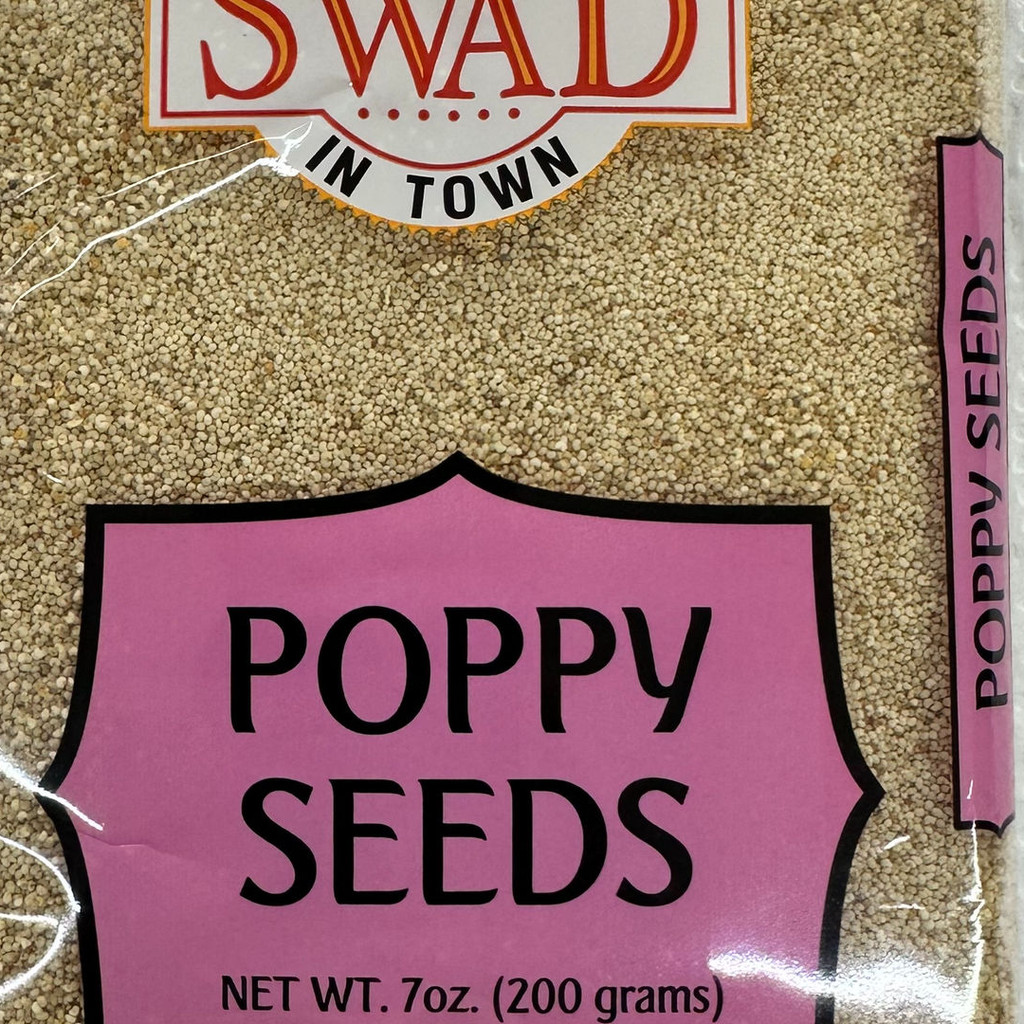 SWAD
IN TOWN
POPPY
SEEDS
NET WT. 7oz. (200 grams)
POPPY SEEDS